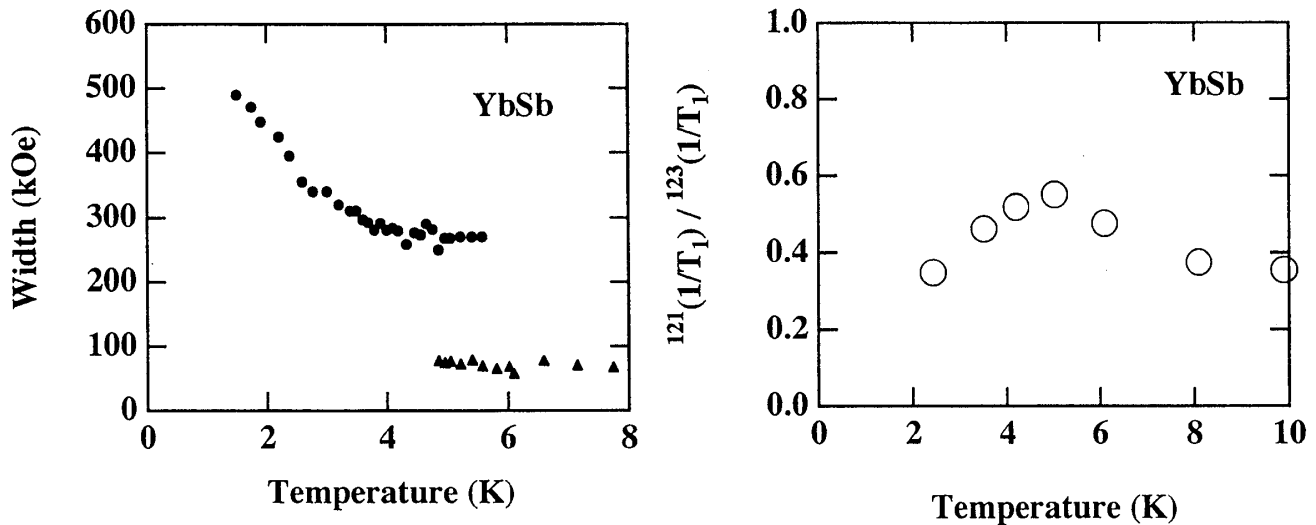 600
500
400
300
200
100
0
Width (kOe)
YbSb
0 2 4 6 8
Temperature (K)
1.0
0.8
0.6
0.4
0.2
0.0
¹²¹(1/T₁) / ¹²³(1/T₁)
YbSb
0 2 4 6 8 10
Temperature (K)